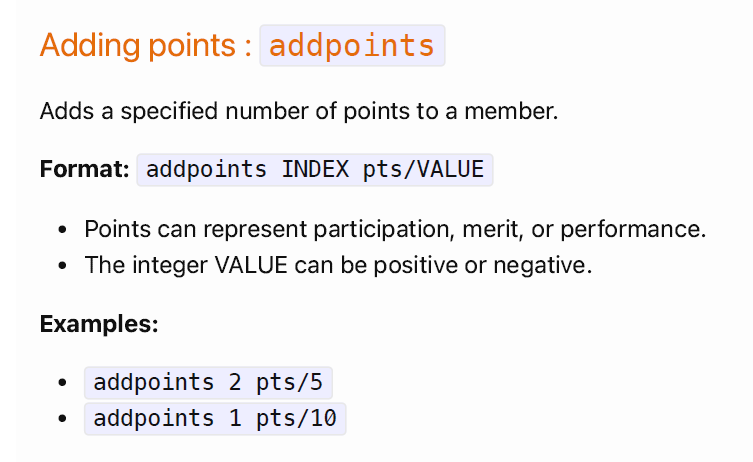 Adding points : addpoints
Adds a specified number of points to a member.
Format: addpoints INDEX pts/VALUE
• Points can represent participation, merit, or performance.
• The integer VALUE can be positive or negative.
Examples:
• addpoints 2 pts/5
• addpoints 1 pts/10